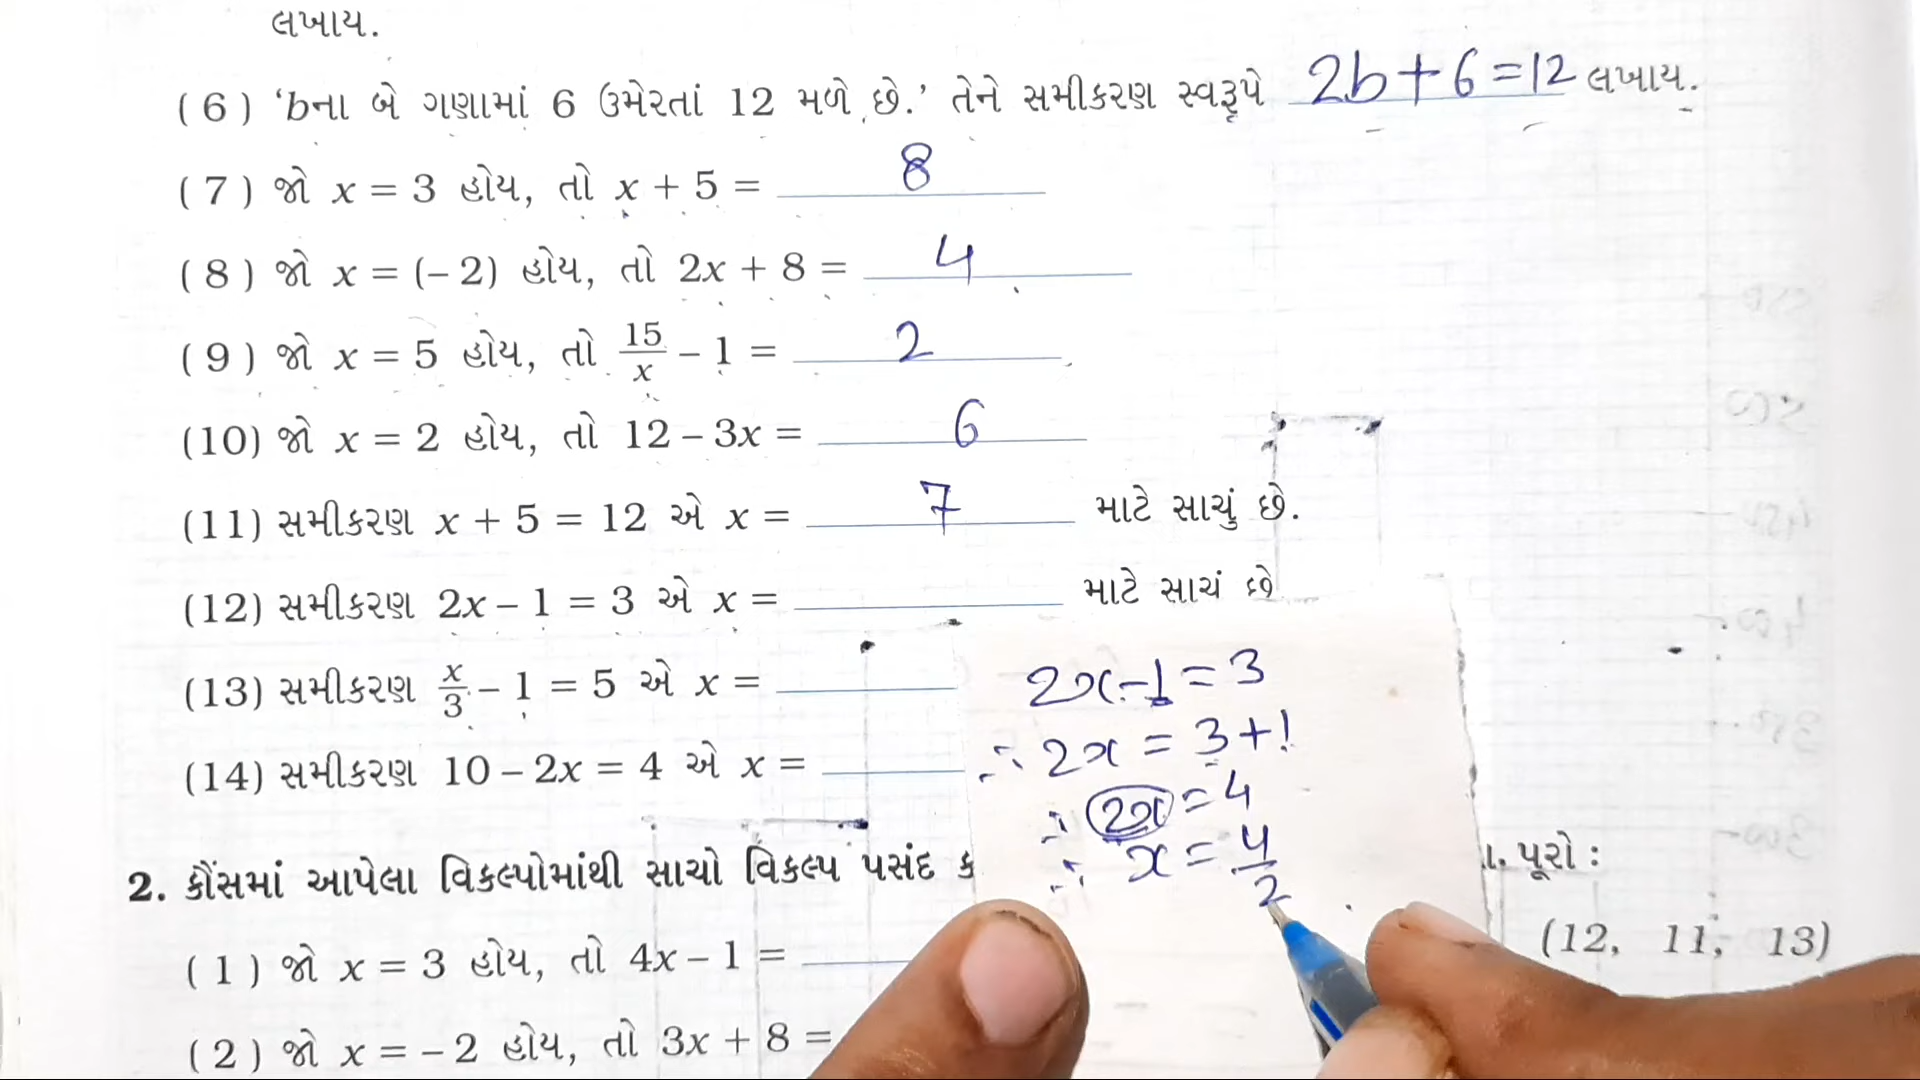 લખાય.
(6) ‘bના બે ગણામાં 6 ઉમેરતાં 12 મળે છે.’ તેને સમીકરણ સ્વરૂપે 2b+6=12 લખાય.
(7) જો x = 3 હોય, તો x + 5 = 8
(8) જો x = (– 2) હોય, તો 2x + 8 = 4
(9) જો x = 5 હોય, તો 15/x – 1 = 2
(10) જો x = 2 હોય, તો 12 – 3x = 6
(11) સમીકરણ x + 5 = 12 એ x = 7 માટે સાચું છે.
(12) સમીકરણ 2x – 1 = 3 એ x = માટે સાચું છે
(13) સમીકરણ x/3 – 1 = 5 એ x =
(14) સમીકરણ 10 – 2x = 4 એ x =
2x-1=3
∴ 2x = 3+1
∴ 2x = 4
∴ x = 4/2
2. કૌંસમાં આપેલા વિકલ્પોમાંથી સાચો વિકલ્પ પસંદ ક પૂરો :
(1) જો x = 3 હોય, તો 4x – 1 = (12, 11, 13)
(2) જો x = – 2 હોય, તો 3x + 8 =